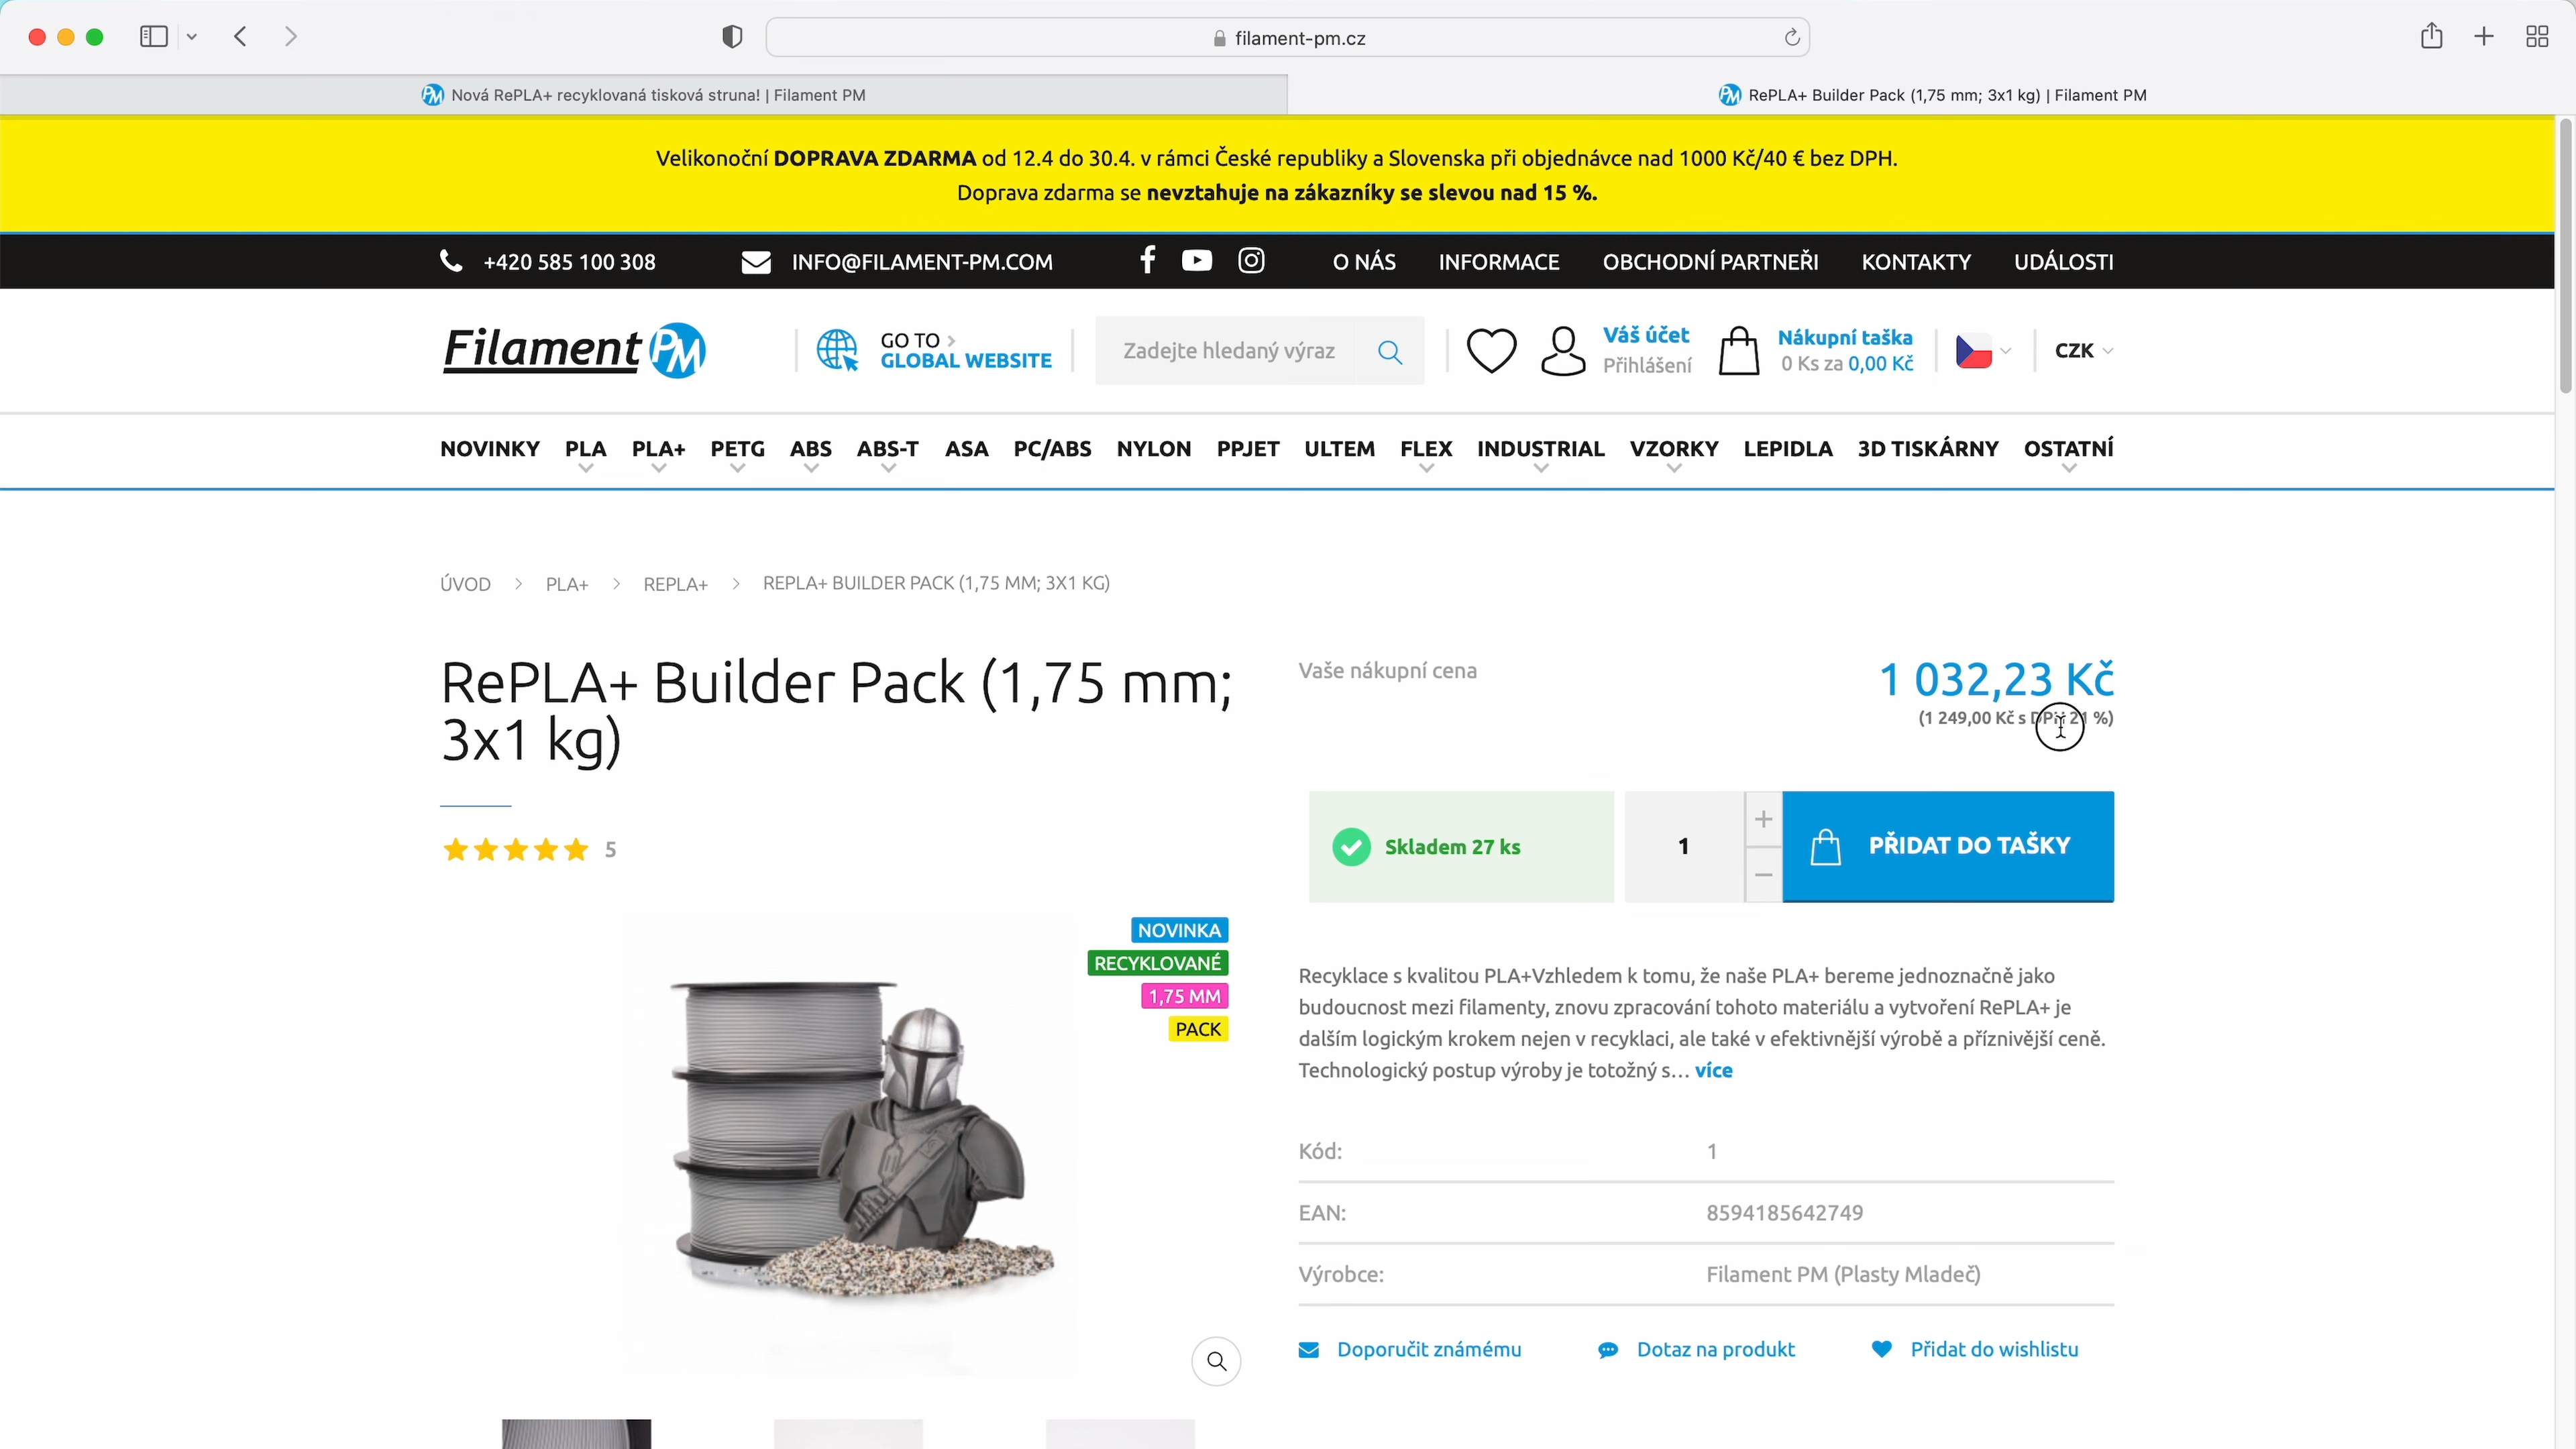 filament-pm.cz
Nová RePLA+ recyklovaná tisková struna! | Filament PM
RePLA+ Builder Pack (1,75 mm; 3x1 kg) | Filament PM
Velikonoční DOPRAVA ZDARMA od 12.4 do 30.4. v rámci České republiky a Slovenska při objednávce nad 1000 Kč/40 € bez DPH.
Doprava zdarma se nevztahuje na zákazníky se slevou nad 15 %.
+420 585 100 308 INFO@FILAMENT-PM.COM O NÁS INFORMACE OBCHODNÍ PARTNEŘI KONTAKTY UDÁLOSTI
Filament PM
GO TO
GLOBAL WEBSITE
Zadejte hledaný výraz
Váš účet
Přihlášení
Nákupní taška
0 Ks za 0,00 Kč
CZK
NOVINKY PLA PLA+ PETG ABS ABS-T ASA PC/ABS NYLON PPJET ULTEM FLEX INDUSTRIAL VZORKY LEPIDLA 3D TISKÁRNY OSTATNÍ
ÚVOD > PLA+ > REPLA+ > REPLA+ BUILDER PACK (1,75 MM; 3X1 KG)
RePLA+ Builder Pack (1,75 mm;
3x1 kg)
5
Vaše nákupní cena
1 032,23 Kč
(1 249,00 Kč s DPH 21 %)
Skladem 27 ks
1
+
−
PŘIDAT DO TAŠKY
NOVINKA
RECYKLOVANÉ
1,75 MM
PACK
Recyklace s kvalitou PLA+Vzhledem k tomu, že naše PLA+ bereme jednoznačně jako
budoucnost mezi filamenty, znovu zpracování tohoto materiálu a vytvoření RePLA+ je
dalším logickým krokem nejen v recyklaci, ale také v efektivnější výrobě a příznivější ceně.
Technologický postup výroby je totožný s… více
Kód: 1
EAN: 8594185642749
Výrobce: Filament PM (Plasty Mladeč)
Doporučit známému Dotaz na produkt Přidat do wishlistu